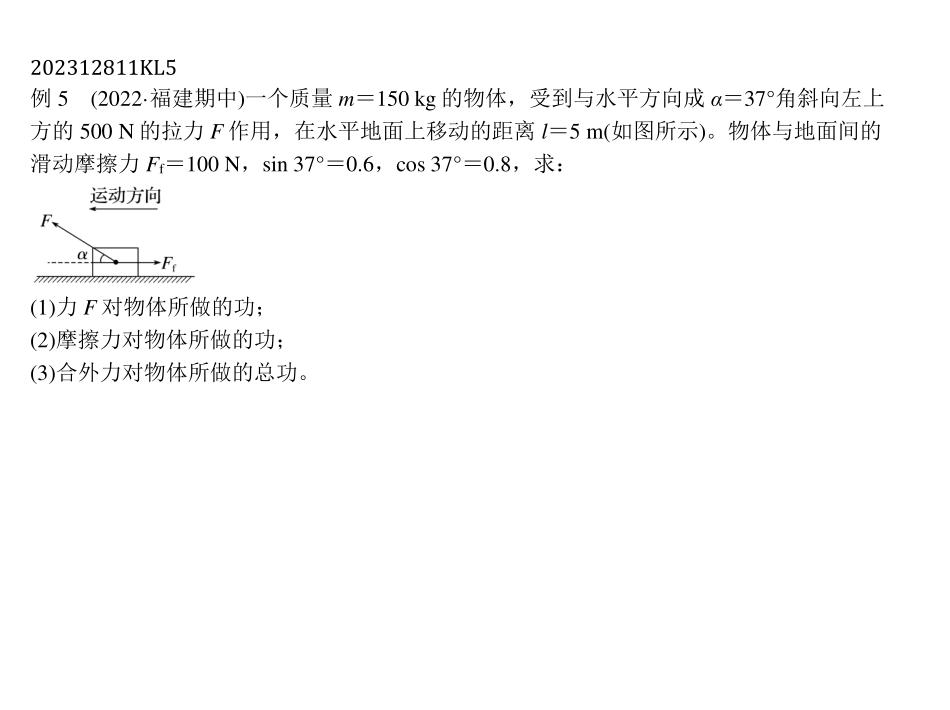 202312811KL5
例 5　(2022·福建期中)一个质量 m＝150 kg 的物体，受到与水平方向成 α＝37°角斜向左上
方的 500 N 的拉力 F 作用，在水平地面上移动的距离 l＝5 m(如图所示)。物体与地面间的
滑动摩擦力 Ff＝100 N，sin 37°＝0.6，cos 37°＝0.8，求：
运动方向
F
α
Ff
(1)力 F 对物体所做的功；
(2)摩擦力对物体所做的功；
(3)合外力对物体所做的总功。